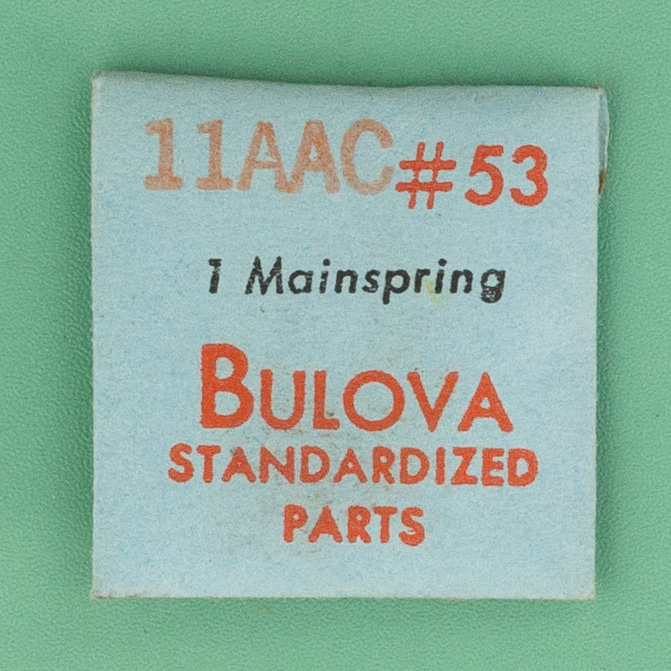 11AAC #53
1 Mainspring
BULOVA
STANDARDIZED
PARTS